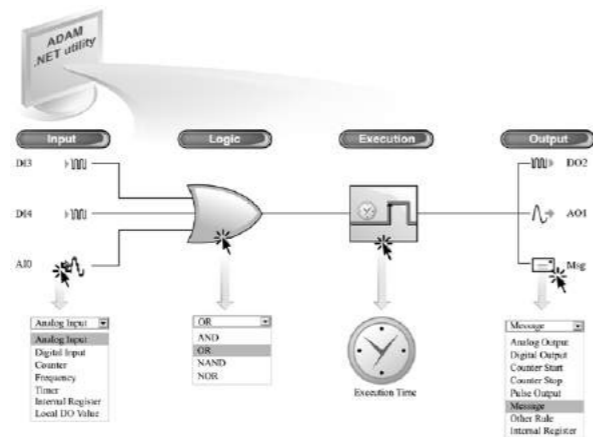 ADAM
.NET utility
Input
Logic
Execution
Output
DI3
DI4
AI0
DO2
AO1
Msg
Analog Input
Analog Input
Digital Input
Counter
Frequency
Timer
Internal Register
Local DO Value
OR
AND
OR
NAND
NOR
Execution Time
Message
Analog Output
Digital Output
Counter Start
Counter Stop
Pulse Output
Message
Other Rule
Internal Register